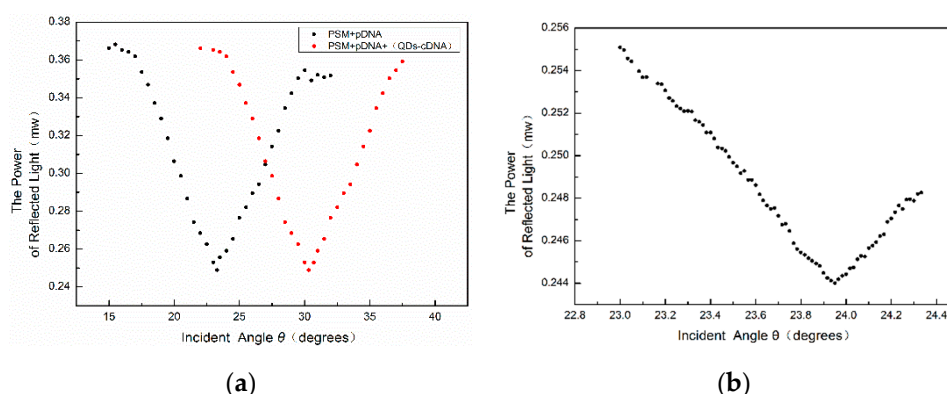 PSM+pDNA
PSM+pDNA+（QDs-cDNA）
0.38
0.36
0.34
0.32
0.30
0.28
0.26
0.24
The Power
of Reflected Light（mw）
15 20 25 30 35 40
Incident Angle θ（degrees）
(a)
0.256
0.254
0.252
0.250
0.248
0.246
0.244
The Power
of Reflected Light（mw）
22.8 23.0 23.2 23.4 23.6 23.8 24.0 24.2 24.4
Incident Angle θ（degrees）
(b)